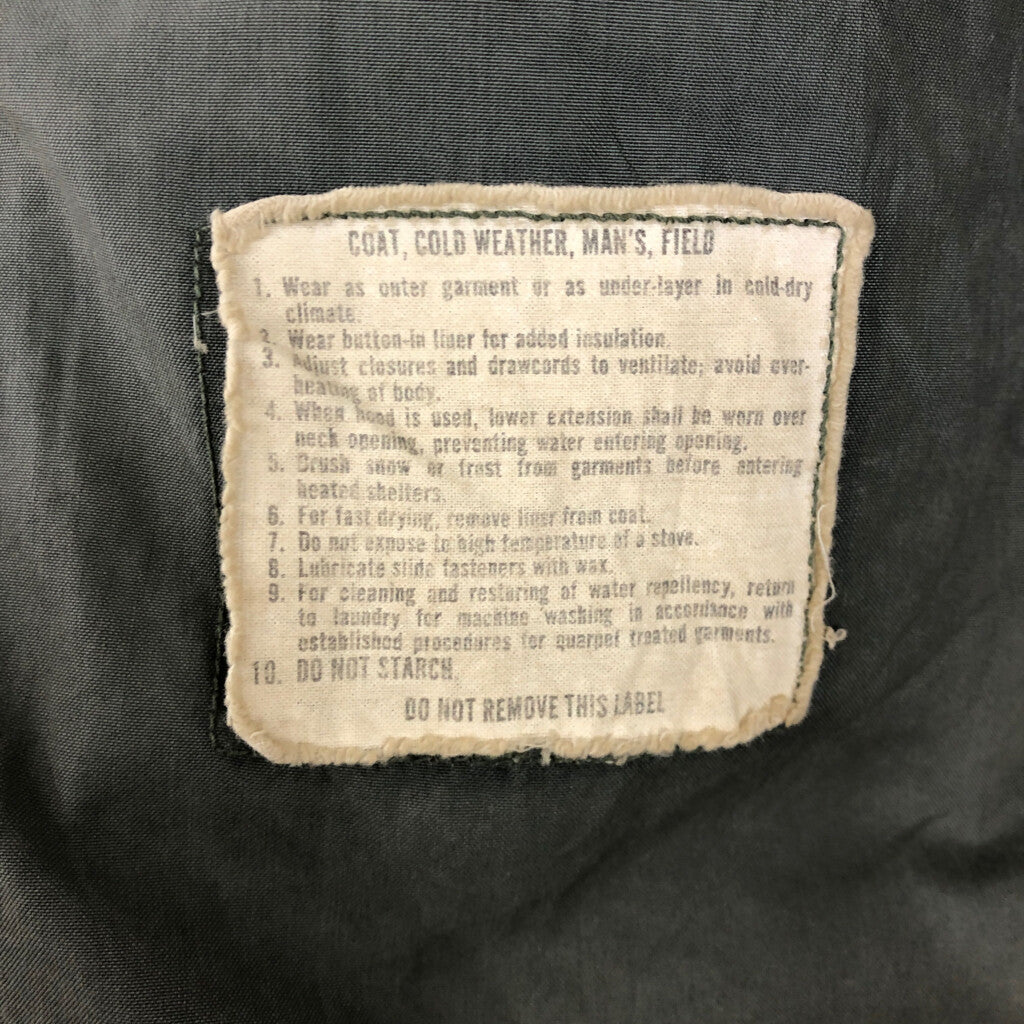 COAT, COLD WEATHER, MAN'S, FIELD
1. Wear as outer garment or as under-layer in cold-dry
climate.
2. Wear button-in liner for added insulation.
3. Adjust closures and drawcords to ventilate; avoid over-
heating of body.
4. When hood is used, lower extension shall be worn over
neck opening, preventing water entering opening.
5. Brush snow or frost from garments before entering
heated shelters.
6. For fast drying, remove liner from coat.
7. Do not expose to high temperature of a stove.
8. Lubricate slide fasteners with wax.
9. For cleaning and restoring of water repellency, return
to laundry for machine washing in accordance with
established procedures for quarpel treated garments.
10. DO NOT STARCH.
DO NOT REMOVE THIS LABEL